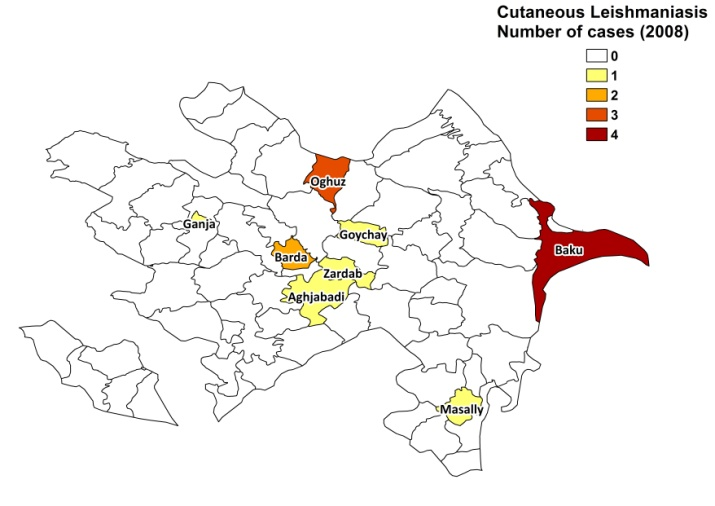 Cutaneous Leishmaniasis
Number of cases (2008)
0
1
2
3
4
Oghuz
Ganja
Goychay
Barda
Baku
Zardab
Aghjabadi
Masally